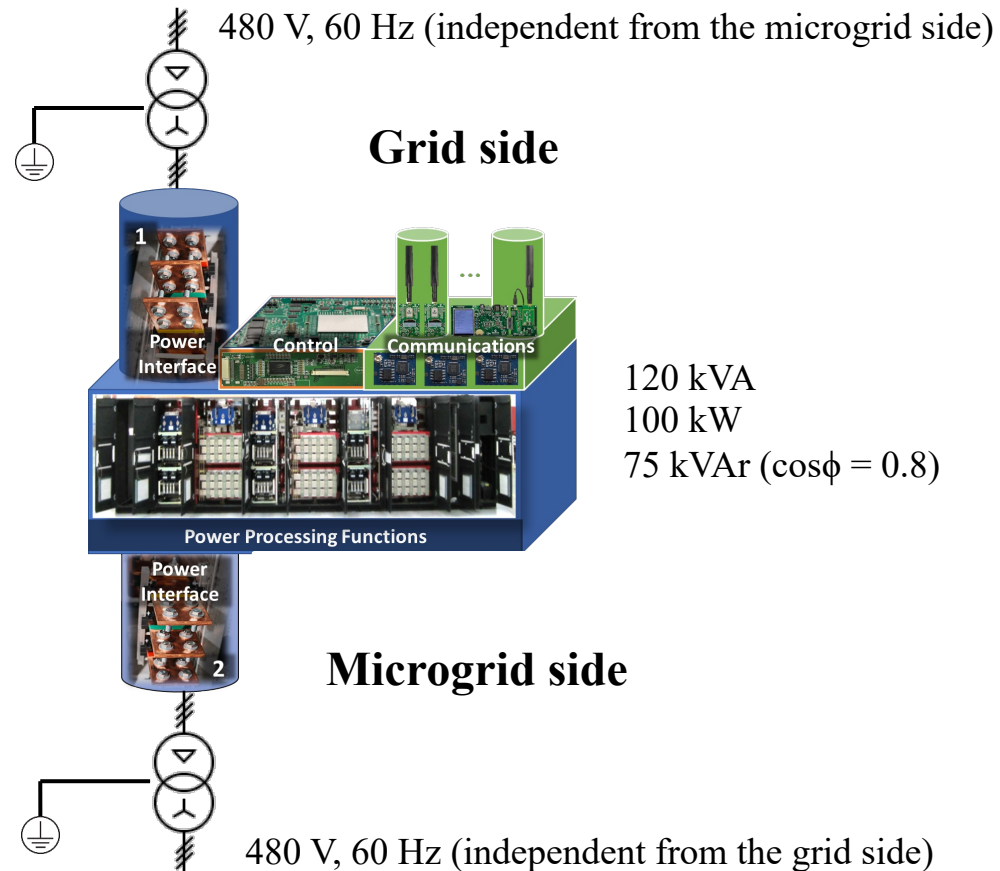 480 V, 60 Hz (independent from the microgrid side)
Grid side
1
Power
Interface
Control
Communications
...
120 kVA
100 kW
75 kVAr (cosϕ = 0.8)
Power Processing Functions
Power
Interface
2
Microgrid side
480 V, 60 Hz (independent from the grid side)